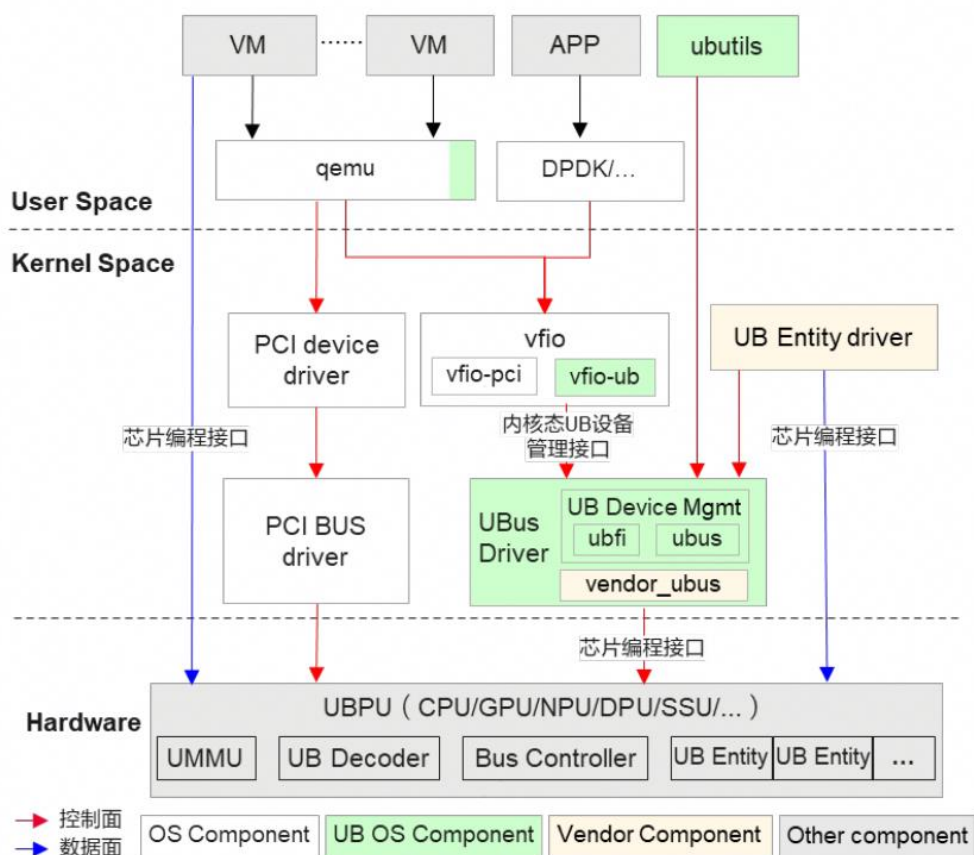 VM
......
VM
APP
ubutils
qemu
DPDK/...
User Space
Kernel Space
PCI device
driver
vfio
vfio-pci
vfio-ub
UB Entity driver
芯片编程接口
内核态UB设备
管理接口
芯片编程接口
PCI BUS
driver
UBus
Driver
UB Device Mgmt
ubfi
ubus
vendor_ubus
芯片编程接口
Hardware
UBPU（CPU/GPU/NPU/DPU/SSU/...）
UMMU
UB Decoder
Bus Controller
UB Entity
UB Entity
...
控制面
数据面
OS Component
UB OS Component
Vendor Component
Other component